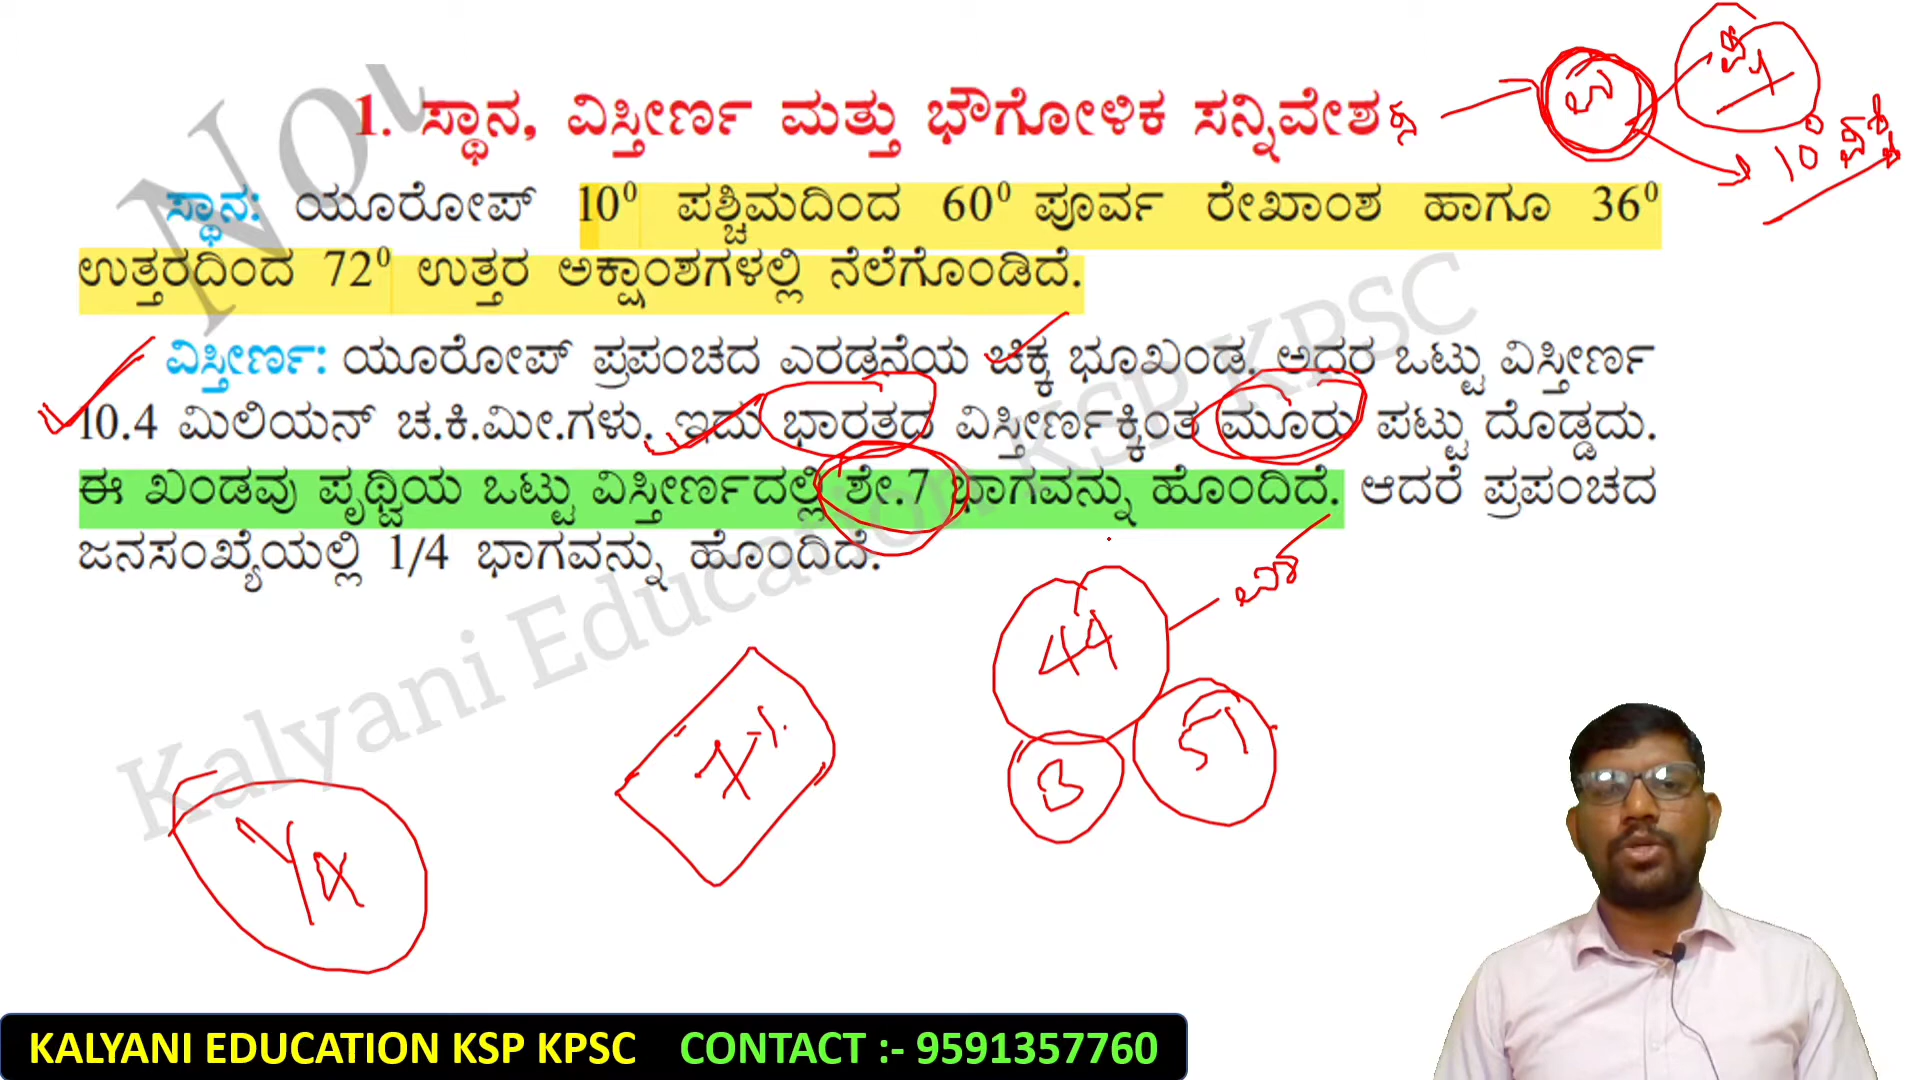 1. ಸ್ಥಾನ, ವಿಸ್ತೀರ್ಣ ಮತ್ತು ಭೌಗೋಳಿಕ ಸನ್ನಿವೇಶ
ಸ್ಥಾನ: ಯೂರೋಪ್ 10⁰ ಪಶ್ಚಿಮದಿಂದ 60⁰ ಪೂರ್ವ ರೇಖಾಂಶ ಹಾಗೂ 36⁰
ಉತ್ತರದಿಂದ 72⁰ ಉತ್ತರ ಅಕ್ಷಾಂಶಗಳಲ್ಲಿ ನೆಲೆಗೊಂಡಿದೆ.
ವಿಸ್ತೀರ್ಣ: ಯೂರೋಪ್ ಪ್ರಪಂಚದ ಎರಡನೆಯ ಚಿಕ್ಕ ಭೂಖಂಡ. ಅದರ ಒಟ್ಟು ವಿಸ್ತೀರ್ಣ
10.4 ಮಿಲಿಯನ್ ಚ.ಕಿ.ಮೀ.ಗಳು. ಇದು ಭಾರತದ ವಿಸ್ತೀರ್ಣಕ್ಕಿಂತ ಮೂರು ಪಟ್ಟು ದೊಡ್ಡದು.
ಈ ಖಂಡವು ಪೃಥ್ವಿಯ ಒಟ್ಟು ವಿಸ್ತೀರ್ಣದಲ್ಲಿ ಶೇ.7 ಭಾಗವನ್ನು ಹೊಂದಿದೆ. ಆದರೆ ಪ್ರಪಂಚದ
ಜನಸಂಖ್ಯೆಯಲ್ಲಿ 1/4 ಭಾಗವನ್ನು ಹೊಂದಿದೆ.
Kalyani Education KSP KPSC
44
7%
51
1/4
KALYANI EDUCATION KSP KPSC CONTACT :- 9591357760